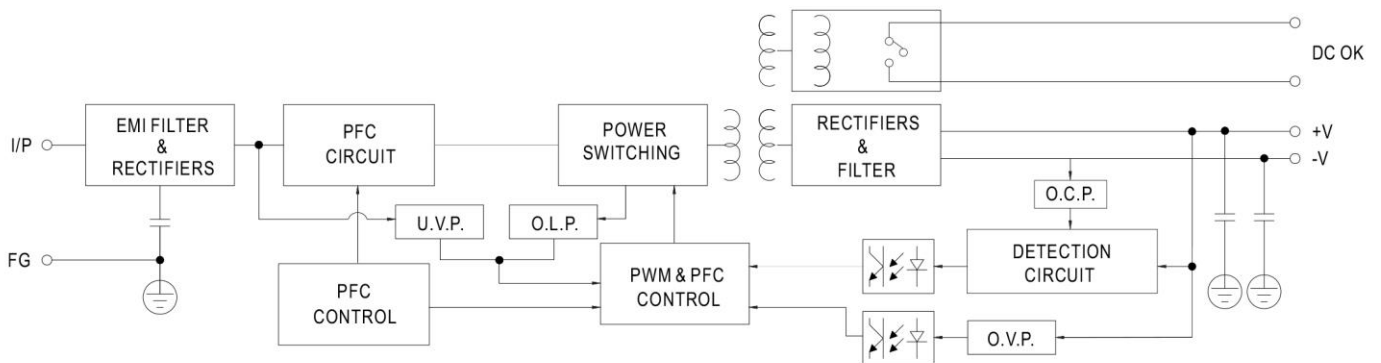 DC OK
I/P
EMI FILTER
&
RECTIFIERS
PFC
CIRCUIT
POWER
SWITCHING
RECTIFIERS
&
FILTER
+V
-V
U.V.P.
O.L.P.
O.C.P.
FG
PFC
CONTROL
PWM & PFC
CONTROL
DETECTION
CIRCUIT
O.V.P.